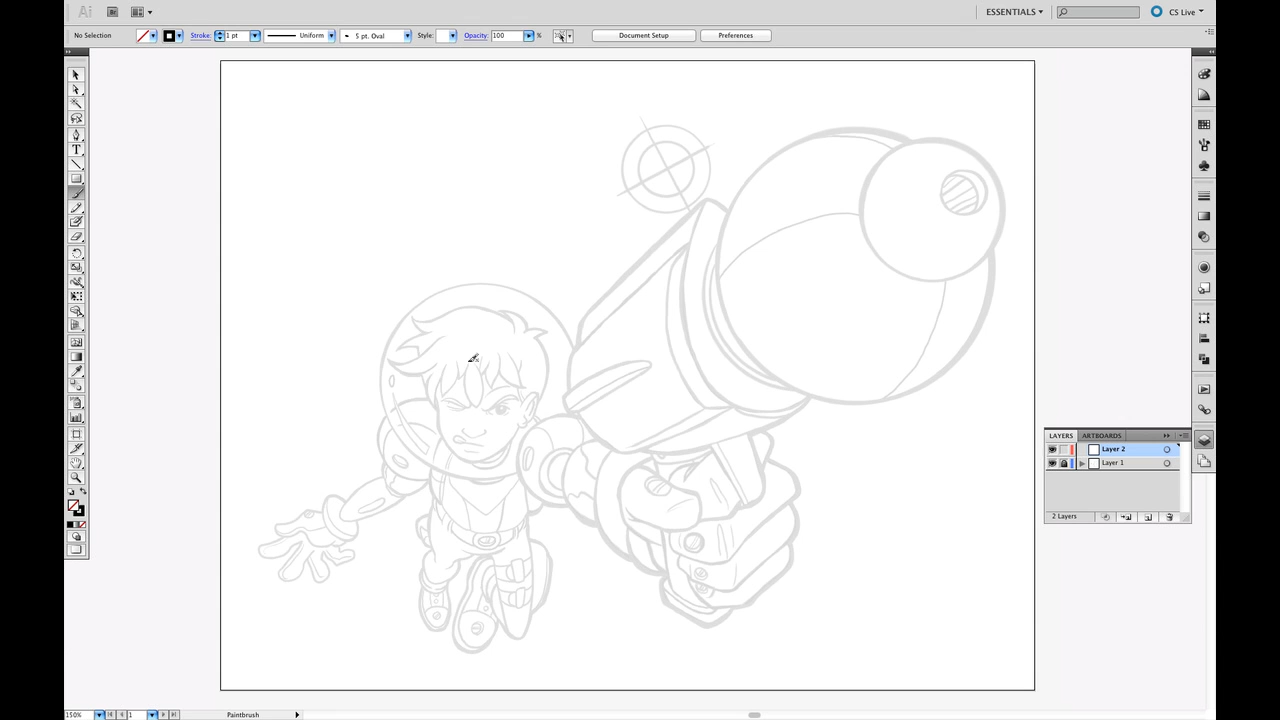 Ai Br ESSENTIALS CS Live
No Selection Stroke: 1 pt Uniform 5 pt. Oval Style: Opacity: 100 % Document Setup Preferences
T
LAYERS ARTBOARDS
Layer 2
Layer 1
2 Layers
150% 1 Paintbrush